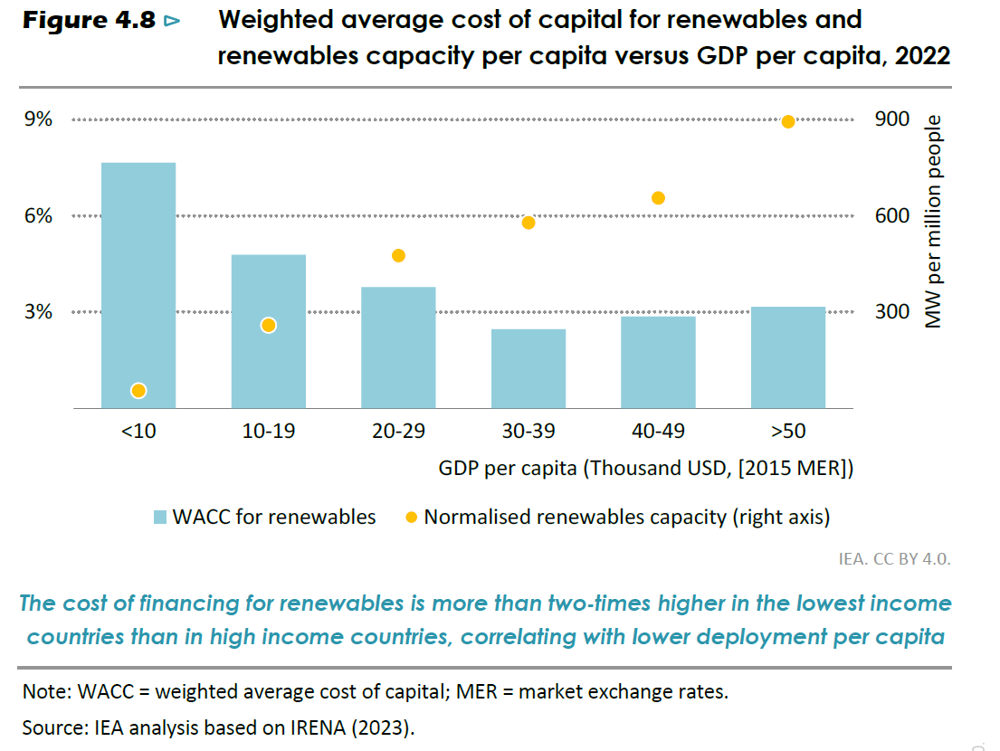 Figure 4.8 ▻ Weighted average cost of capital for renewables and
renewables capacity per capita versus GDP per capita, 2022
9%
6%
3%
900
600
300
MW per million people
<10 10-19 20-29 30-39 40-49 >50
GDP per capita (Thousand USD, [2015 MER])
WACC for renewables Normalised renewables capacity (right axis)
IEA. CC BY 4.0.
The cost of financing for renewables is more than two-times higher in the lowest income
countries than in high income countries, correlating with lower deployment per capita
Note: WACC = weighted average cost of capital; MER = market exchange rates.
Source: IEA analysis based on IRENA (2023).